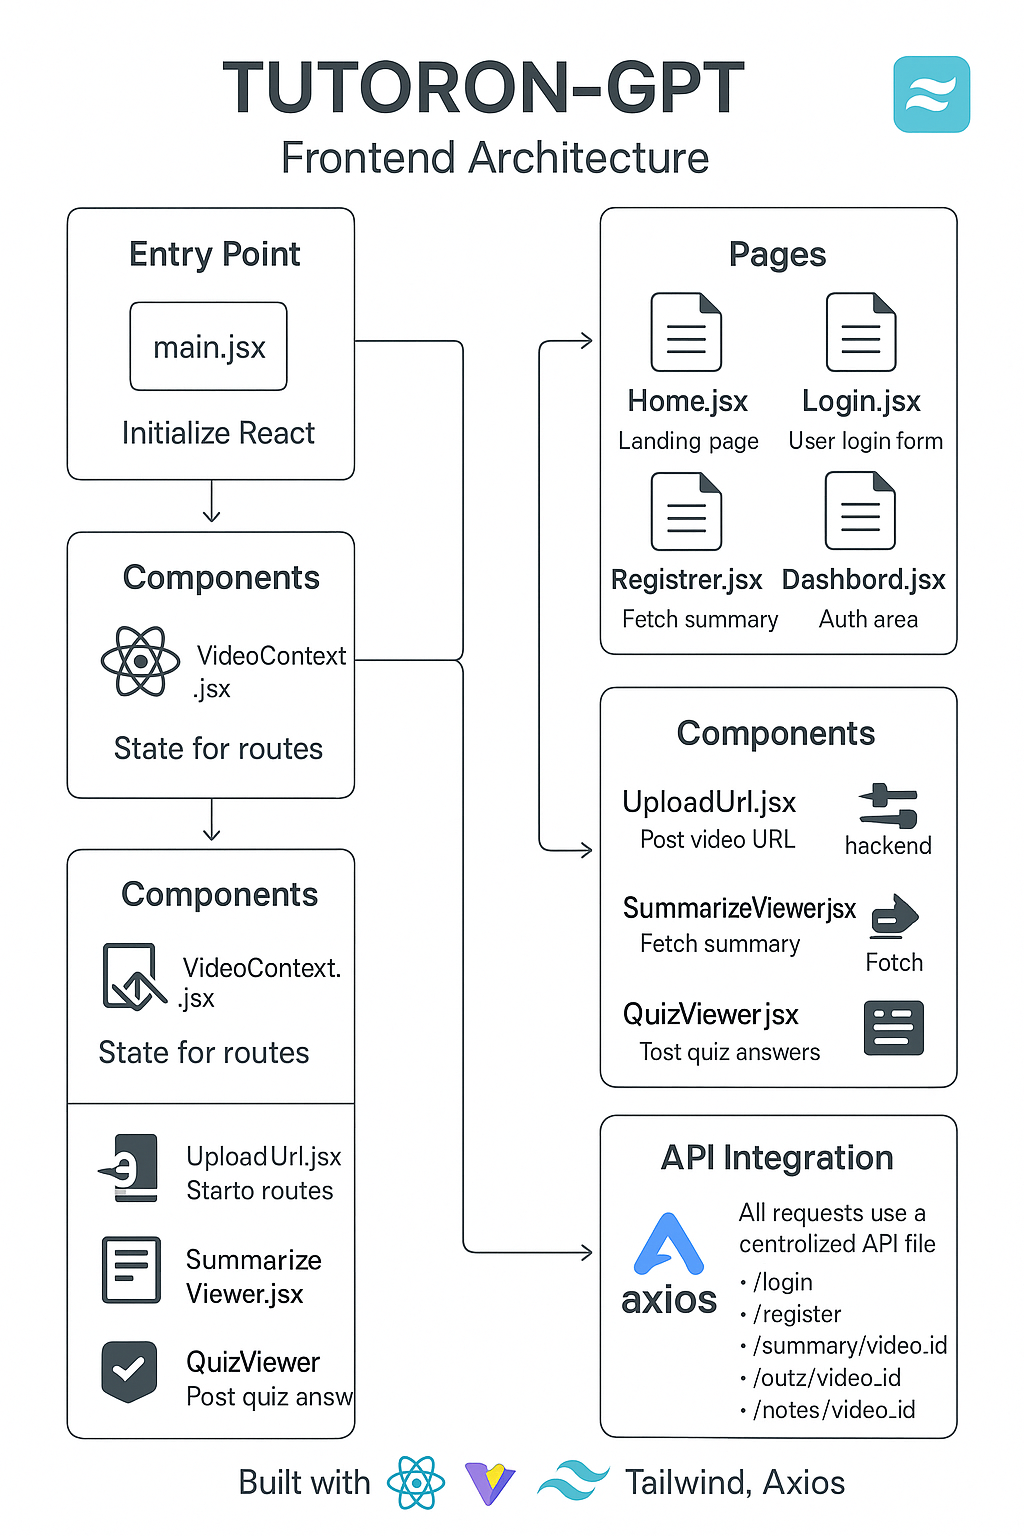 TUTORON-GPT
Frontend Architecture
Entry Point
main.jsx
Initialize React
Components
VideoContext
.jsx
State for routes
Components
VideoContext.
.jsx
State for routes
UploadUrl.jsx
Starto routes
Summarize
Viewer.jsx
QuizViewer
Post quiz answ
Pages
Home.jsx
Landing page
Login.jsx
User login form
Registrer.jsx
Fetch summary
Dashbord.jsx
Auth area
Components
UploadUrl.jsx
Post video URL
hackend
SummarizeViewerjsx
Fetch summary
Fotch
QuizViewerjsx
Tost quiz answers
API Integration
axios
All requests use a
centrolized API file
• /login
• /register
• /summary/video_id
• /outz/video_id
• /notes/video_id
Built with
Tailwind, Axios